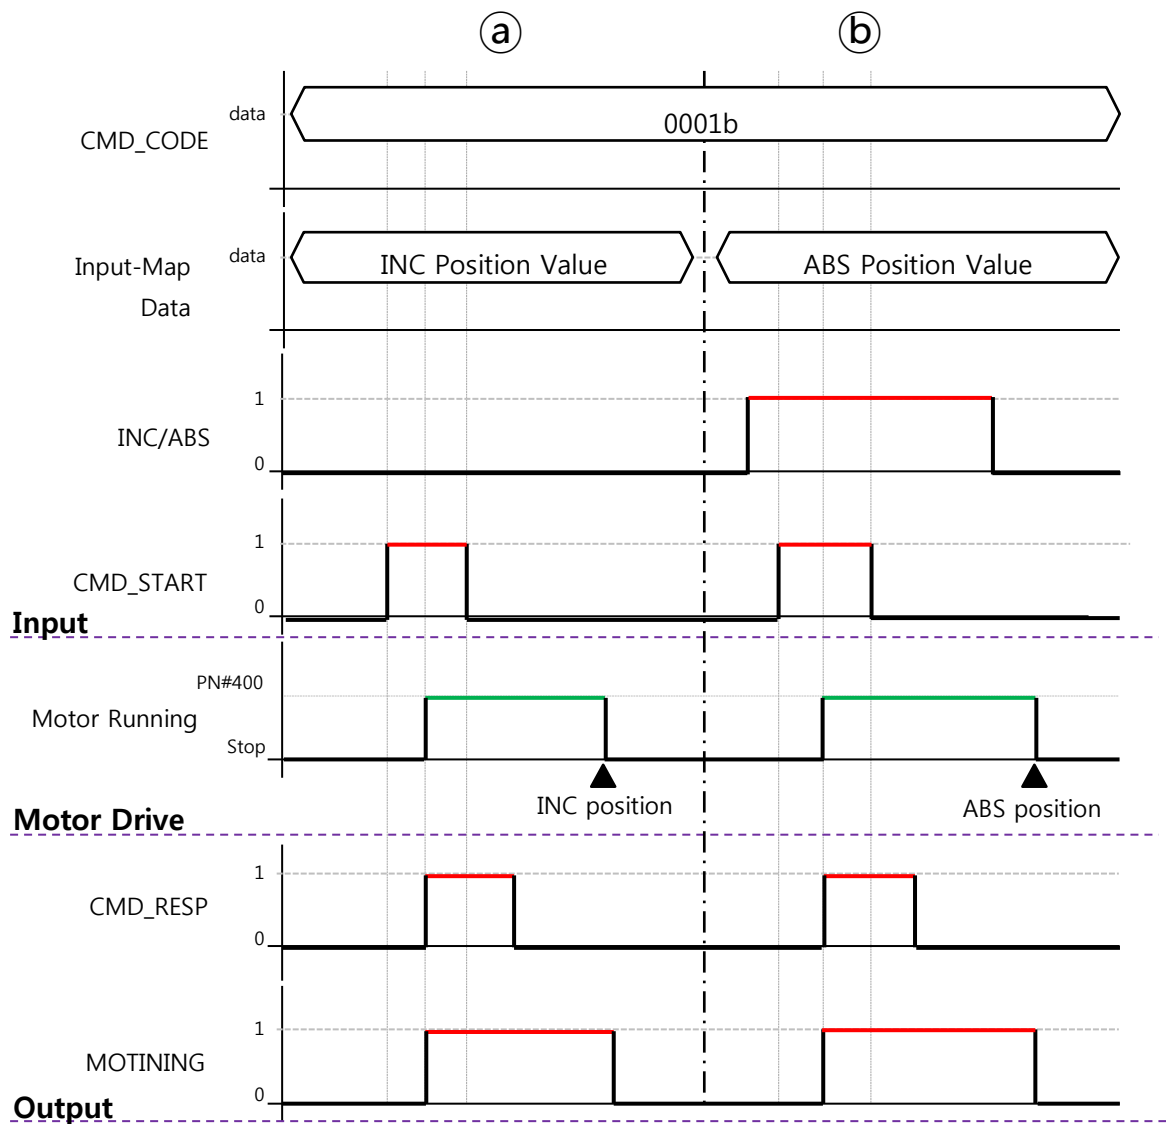 ⓐ ⓑ
data
0001b
CMD_CODE
data
INC Position Value ABS Position Value
Input-Map
Data
1
INC/ABS
0
1
CMD_START
0
Input
PN#400
Motor Running
Stop
INC position ABS position
Motor Drive
1
CMD_RESP
0
1
MOTINING
0
Output